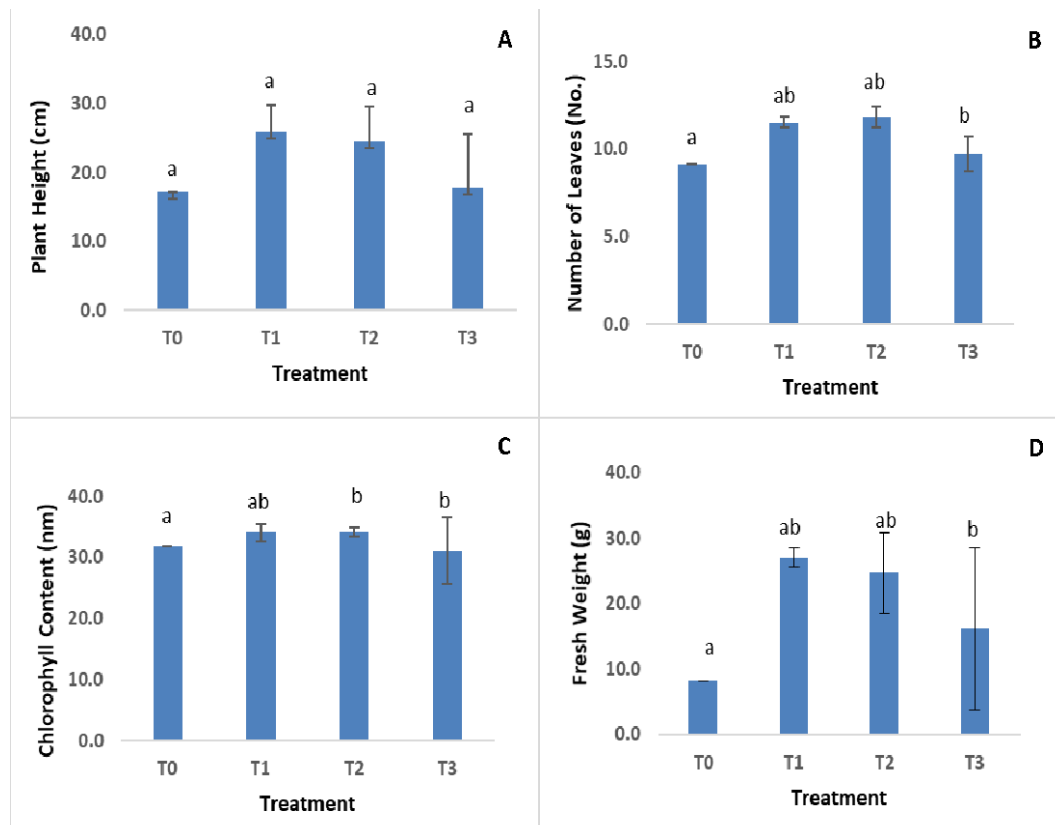 A
Plant Height (cm)
40.0
30.0
20.0
10.0
0.0
a
a
a
a
T0 T1 T2 T3
Treatment
B
Number of Leaves (No.)
15.0
10.0
5.0
0.0
a
ab
ab
b
T0 T1 T2 T3
Treatment
C
Chlorophyll Content (nm)
40.0
30.0
20.0
10.0
0.0
a
ab
b
b
T0 T1 T2 T3
Treatment
D
Fresh Weight (g)
40.0
30.0
20.0
10.0
0.0
a
ab
ab
b
T0 T1 T2 T3
Treatment